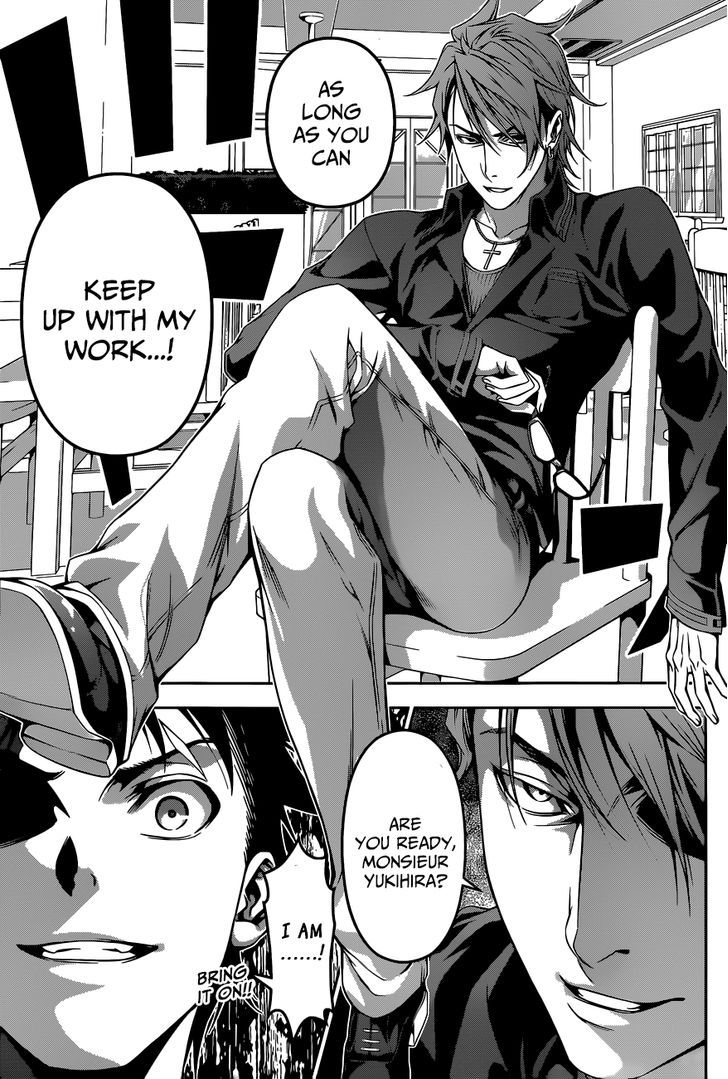 AS
LONG
AS YOU
CAN
KEEP
UP WITH MY
WORK...!
ARE
YOU READY,
MONSIEUR
YUKIHIRA?
I AM
......!
BRING
IT ON!!